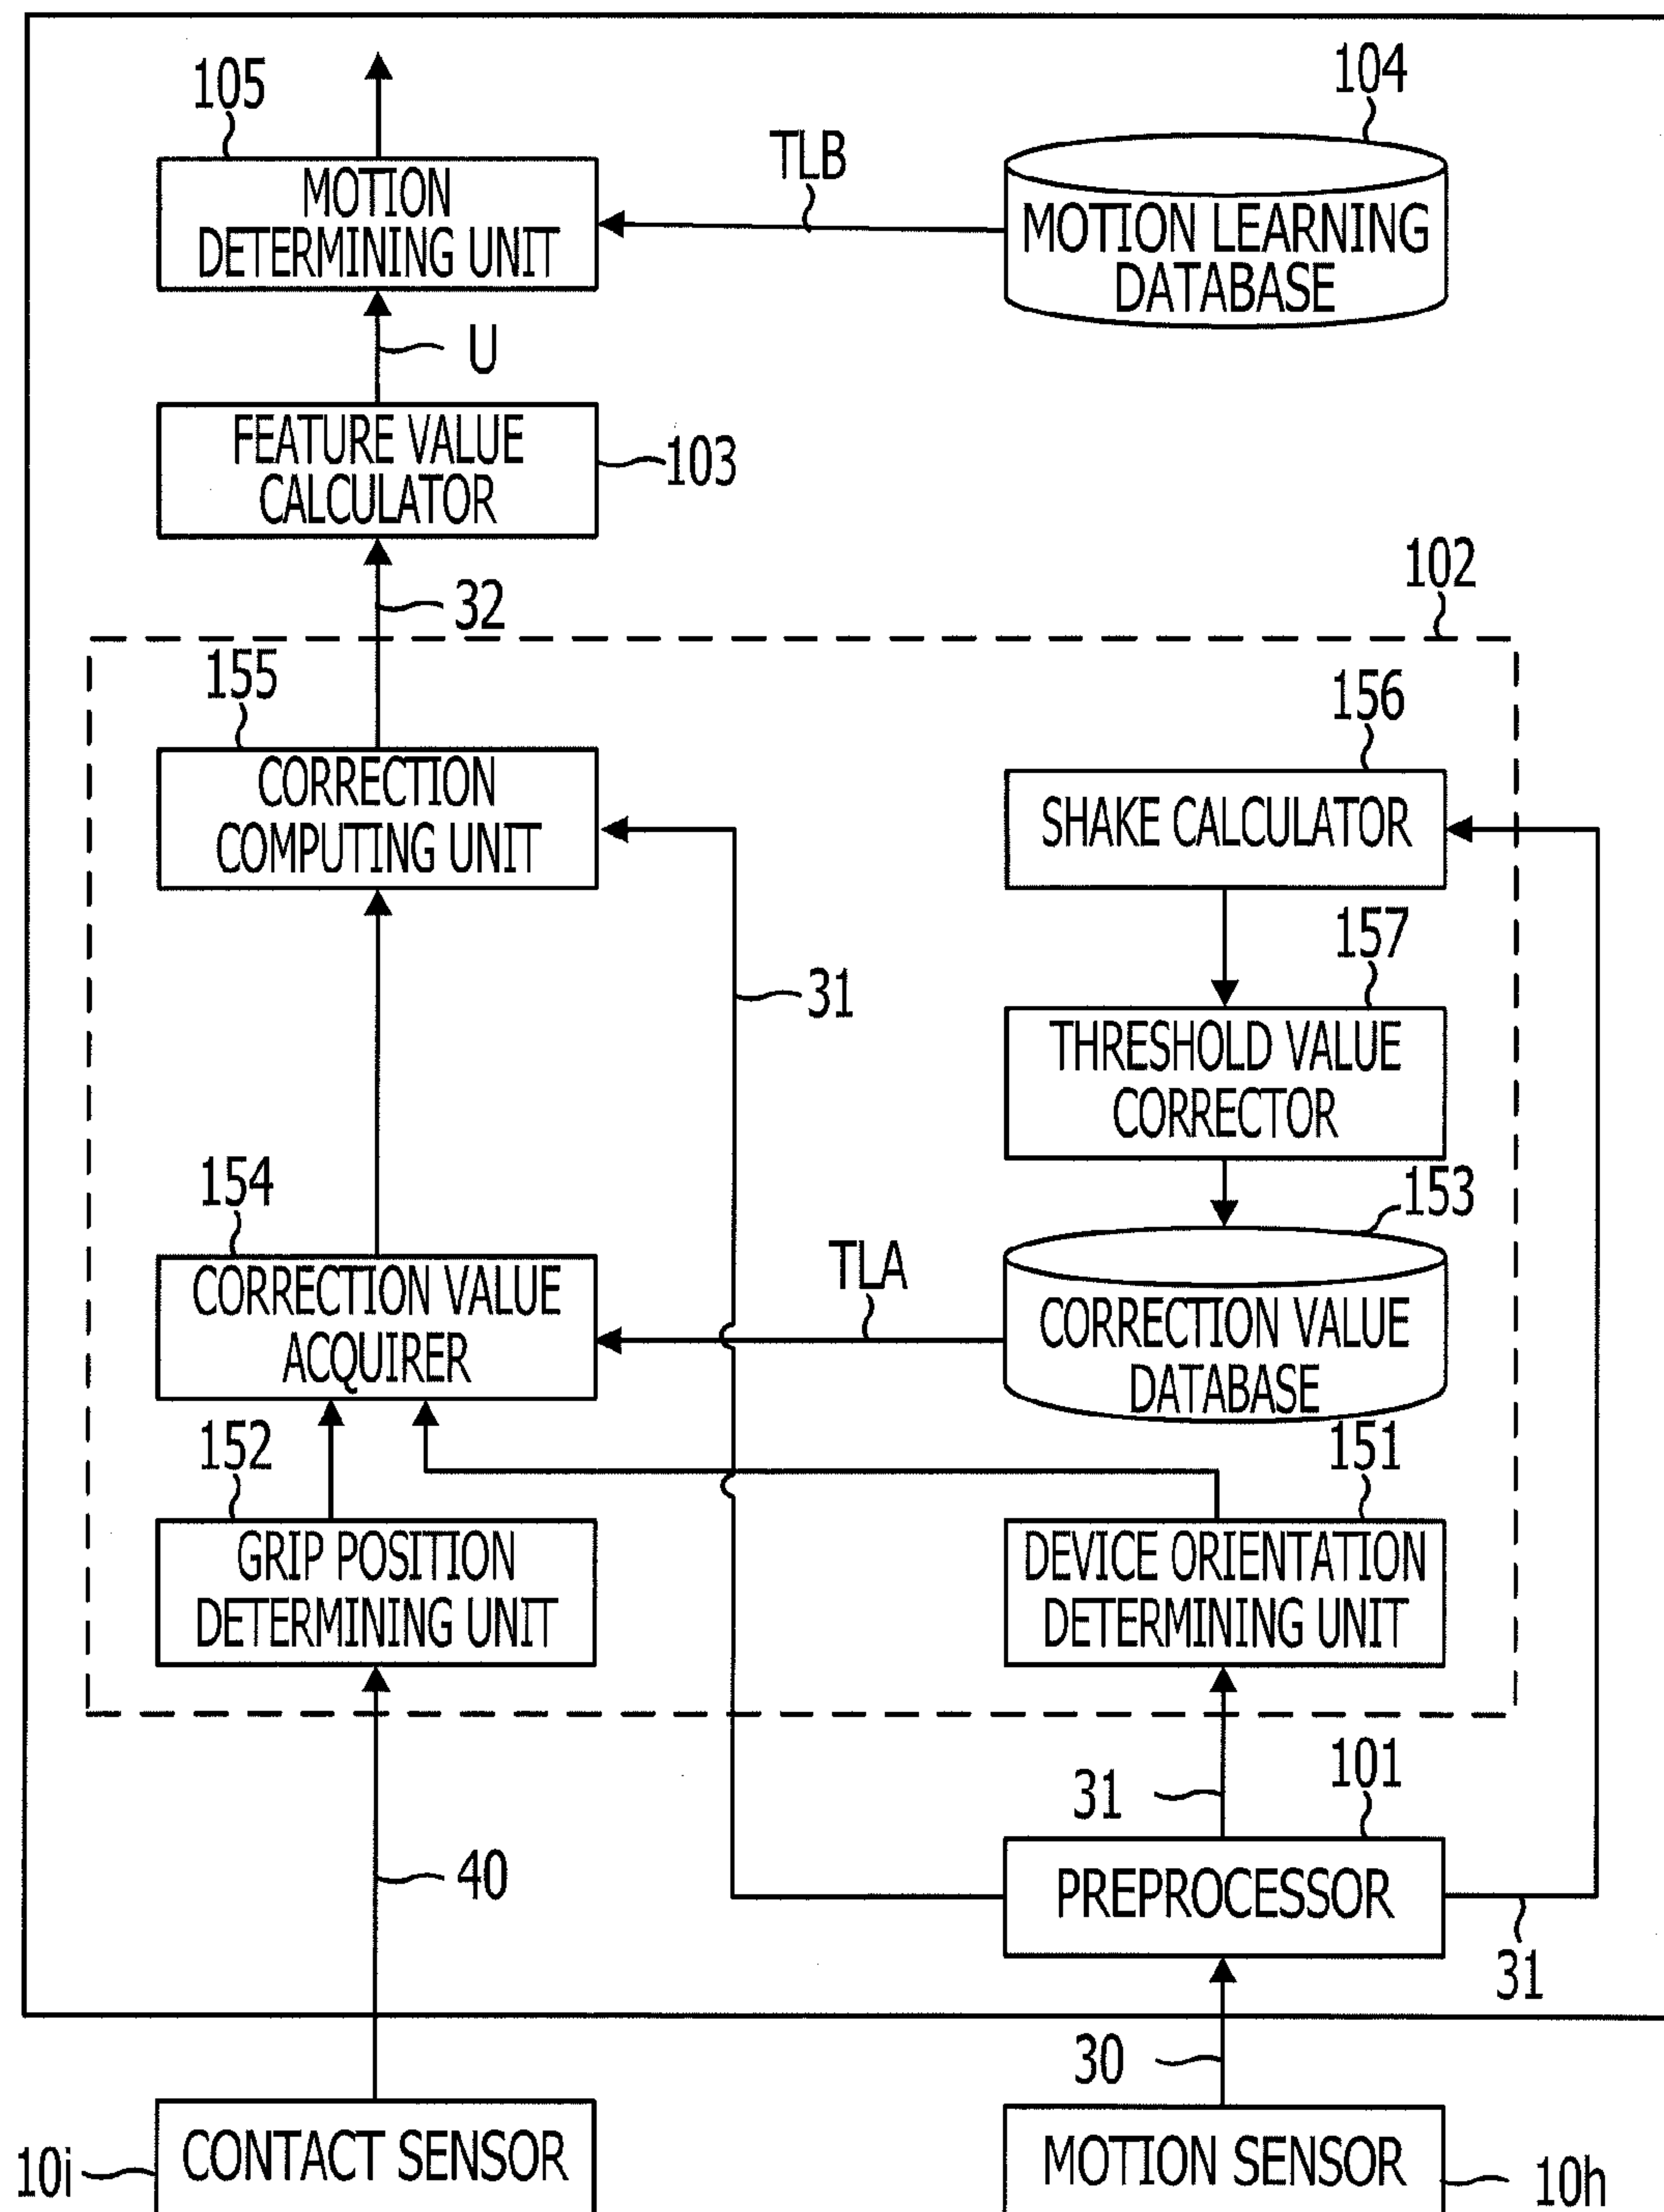 105
104
TLB
MOTION
DETERMINING UNIT
MOTION LEARNING
DATABASE
U
FEATURE VALUE
CALCULATOR
103
102
32
155
156
CORRECTION
COMPUTING UNIT
SHAKE CALCULATOR
157
31
THRESHOLD VALUE
CORRECTOR
154
153
TLA
CORRECTION VALUE
ACQUIRER
CORRECTION VALUE
DATABASE
152
151
GRIP POSITION
DETERMINING UNIT
DEVICE ORIENTATION
DETERMINING UNIT
101
31
40
PREPROCESSOR
31
30
10i
CONTACT SENSOR
MOTION SENSOR
10h